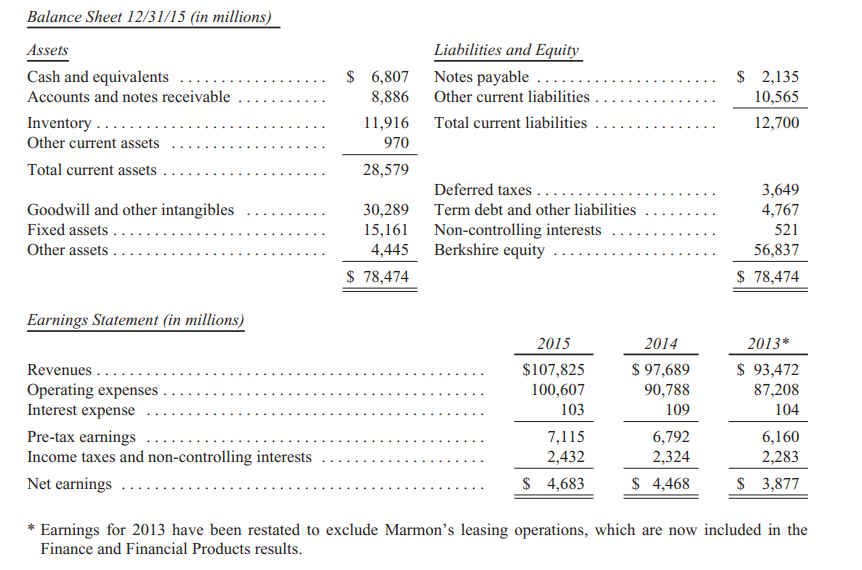 Balance Sheet 12/31/15 (in millions)
Assets Liabilities and Equity
Cash and equivalents . . . . . . . . . . . . . . . . . . $ 6,807 Notes payable . . . . . . . . . . . . . . . . . . . . . . $ 2,135
Accounts and notes receivable . . . . . . . . . . . 8,886 Other current liabilities . . . . . . . . . . . . . . . 10,565
Inventory . . . . . . . . . . . . . . . . . . . . . . . . . . . . 11,916 Total current liabilities . . . . . . . . . . . . . . . 12,700
Other current assets . . . . . . . . . . . . . . . . . . . 970
Total current assets . . . . . . . . . . . . . . . . . . . . 28,579
Deferred taxes . . . . . . . . . . . . . . . . . . . . . . 3,649
Goodwill and other intangibles . . . . . . . . . . 30,289 Term debt and other liabilities . . . . . . . . . 4,767
Fixed assets . . . . . . . . . . . . . . . . . . . . . . . . . . 15,161 Non-controlling interests . . . . . . . . . . . . . 521
Other assets . . . . . . . . . . . . . . . . . . . . . . . . . . 4,445 Berkshire equity . . . . . . . . . . . . . . . . . . . . 56,837
$ 78,474 $ 78,474
Earnings Statement (in millions)
2015 2014 2013*
Revenues . . . . . . . . . . . . . . . . . . . . . . . . . . . . . . . . . . . . . . . . . . . . . . . . $107,825 $ 97,689 $ 93,472
Operating expenses . . . . . . . . . . . . . . . . . . . . . . . . . . . . . . . . . . . . . . . . 100,607 90,788 87,208
Interest expense . . . . . . . . . . . . . . . . . . . . . . . . . . . . . . . . . . . . . . . . . . 103 109 104
Pre-tax earnings . . . . . . . . . . . . . . . . . . . . . . . . . . . . . . . . . . . . . . . . . . 7,115 6,792 6,160
Income taxes and non-controlling interests . . . . . . . . . . . . . . . . . . . . . 2,432 2,324 2,283
Net earnings . . . . . . . . . . . . . . . . . . . . . . . . . . . . . . . . . . . . . . . . . . . . . $ 4,683 $ 4,468 $ 3,877
* Earnings for 2013 have been restated to exclude Marmon’s leasing operations, which are now included in the
Finance and Financial Products results.